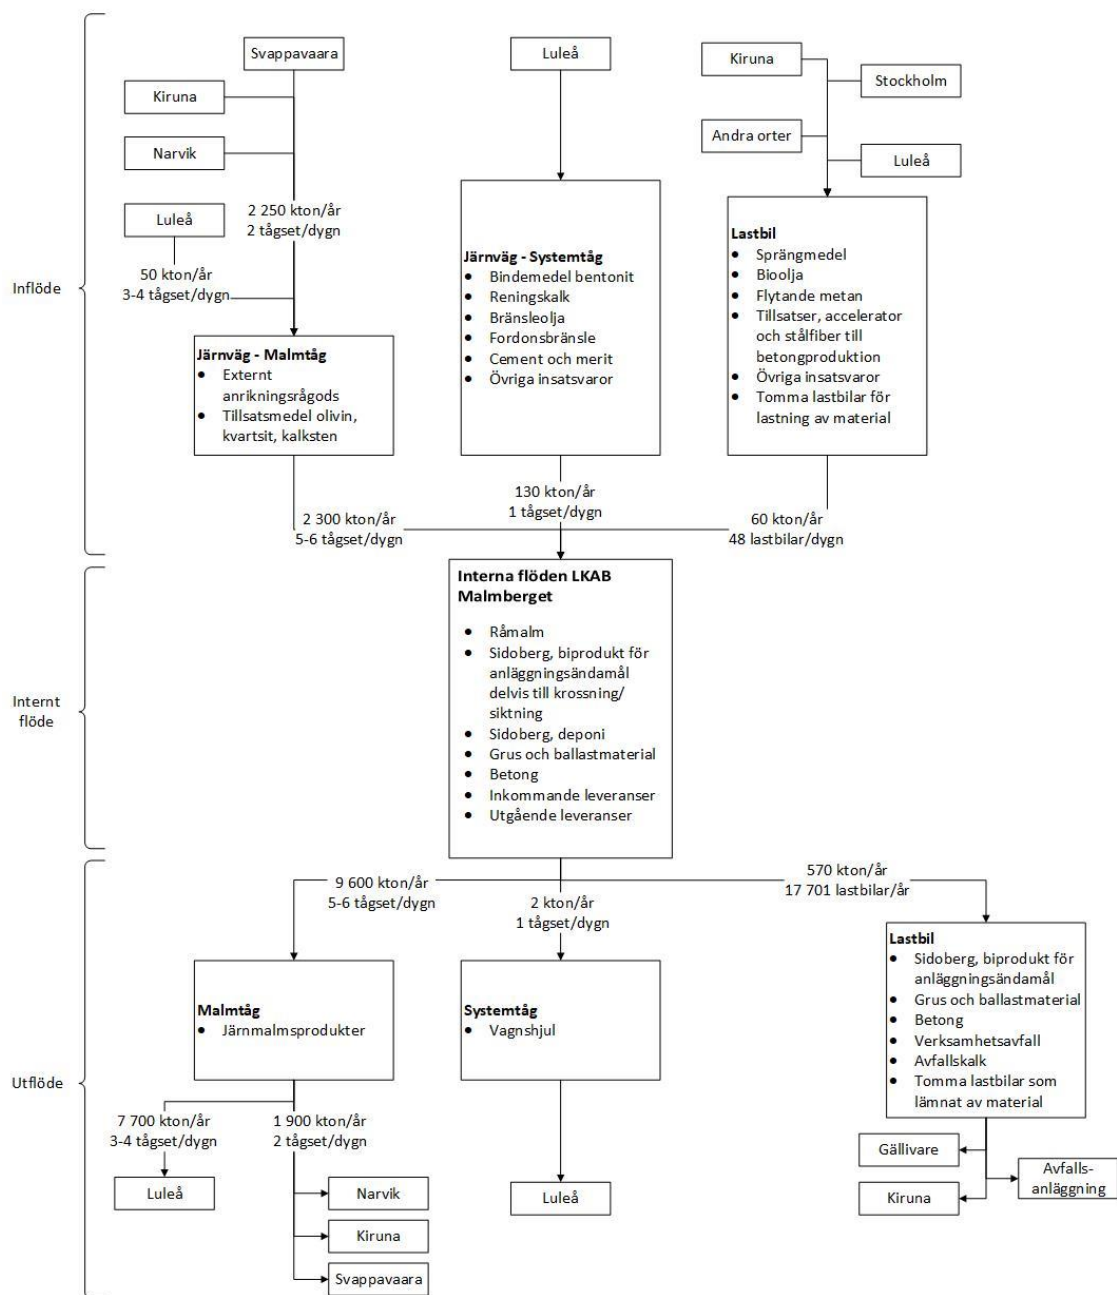 Inflöde
Svappavaara
Kiruna
Narvik
Luleå
2 250 kton/år
2 tågset/dygn
50 kton/år
3-4 tågset/dygn
Järnväg - Malmtåg
● Externt
anrikningsrågods
● Tillsatsmedel olivin,
kvartsit, kalksten
2 300 kton/år
5-6 tågset/dygn
Luleå
Järnväg - Systemtåg
● Bindemedel bentonit
● Reningskalk
● Bränsleolja
● Fordonsbränsle
● Cement och merit
● Övriga insatsvaror
130 kton/år
1 tågset/dygn
Kiruna
Stockholm
Andra orter
Luleå
Lastbil
● Sprängmedel
● Bioolja
● Flytande metan
● Tillsatser, accelerator
och stålfiber till
betongproduktion
● Övriga insatsvaror
● Tomma lastbilar för
lastning av material
60 kton/år
48 lastbilar/dygn
Internt
flöde
Interna flöden LKAB
Malmberget
● Råmalm
● Sidoberg, biprodukt för
anläggningsändamål
delvis till krossning/
siktning
● Sidoberg, deponi
● Grus och ballastmaterial
● Betong
● Inkommande leveranser
● Utgående leveranser
Utflöde
9 600 kton/år
5-6 tågset/dygn
Malmtåg
● Järnmalmsprodukter
7 700 kton/år
3-4 tågset/dygn
Luleå
1 900 kton/år
2 tågset/dygn
Narvik
Kiruna
Svappavaara
2 kton/år
1 tågset/dygn
Systemtåg
● Vagnshjul
Luleå
570 kton/år
17 701 lastbilar/år
Lastbil
● Sidoberg, biprodukt för
anläggningsändamål
● Grus och ballastmaterial
● Betong
● Verksamhetsavfall
● Avfallskalk
● Tomma lastbilar som
lämnat av material
Gällivare
Avfalls-
anläggning
Kiruna